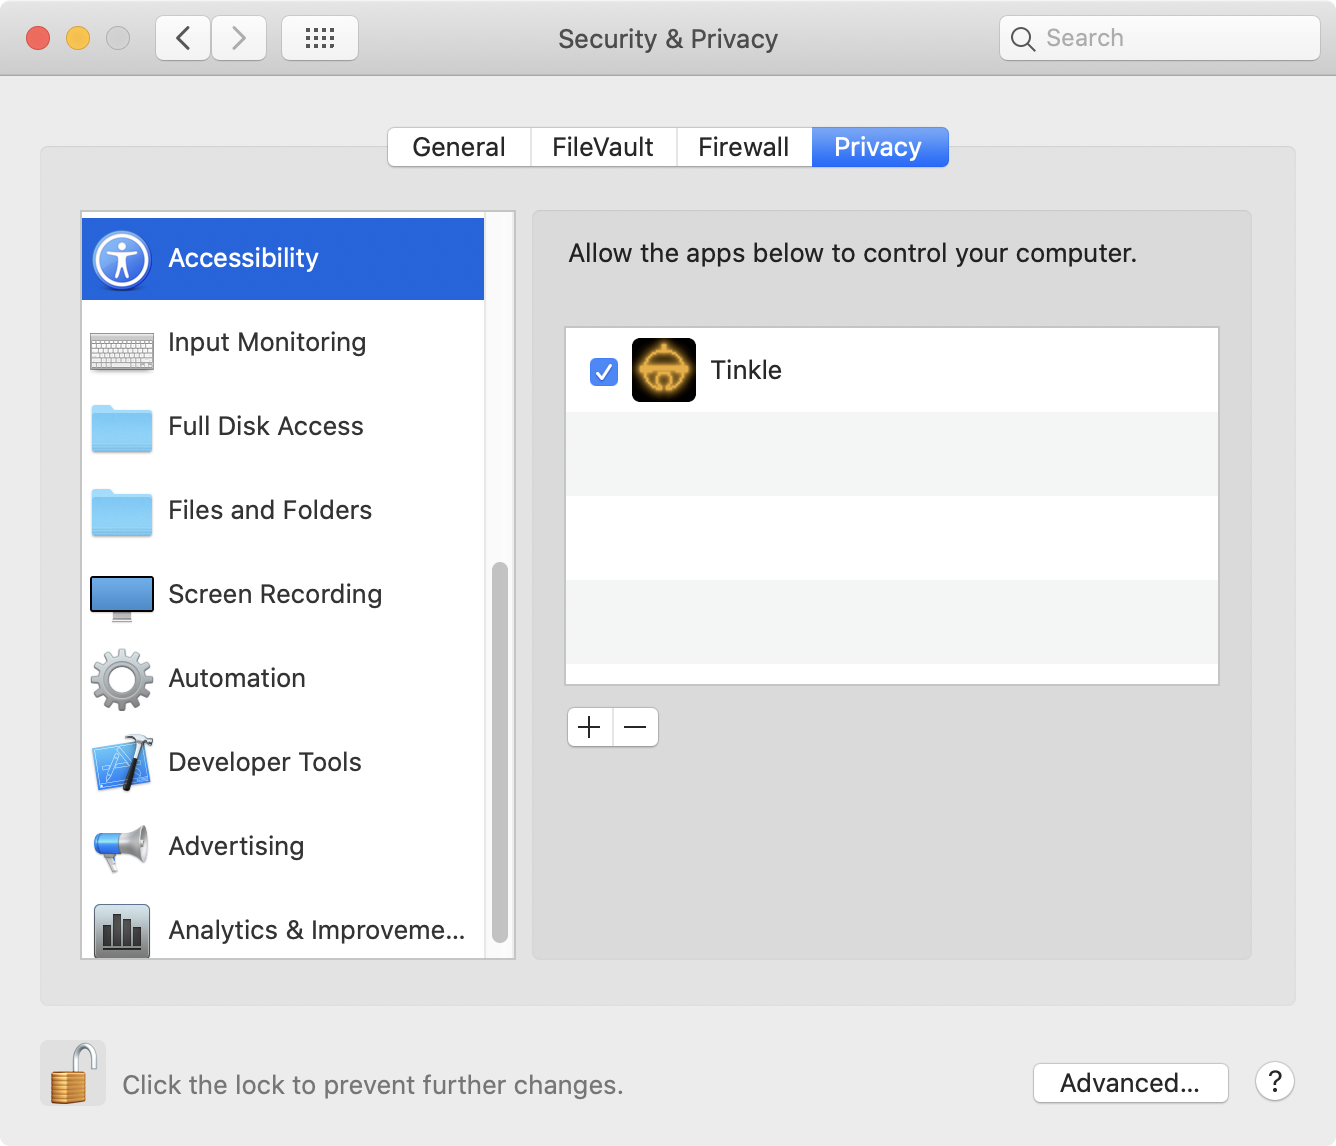 Security & Privacy
Search
General
FileVault
Firewall
Privacy
Accessibility
Input Monitoring
Full Disk Access
Files and Folders
Screen Recording
Automation
Developer Tools
Advertising
Analytics & Improveme...
Allow the apps below to control your computer.
Tinkle
Click the lock to prevent further changes.
Advanced...
?